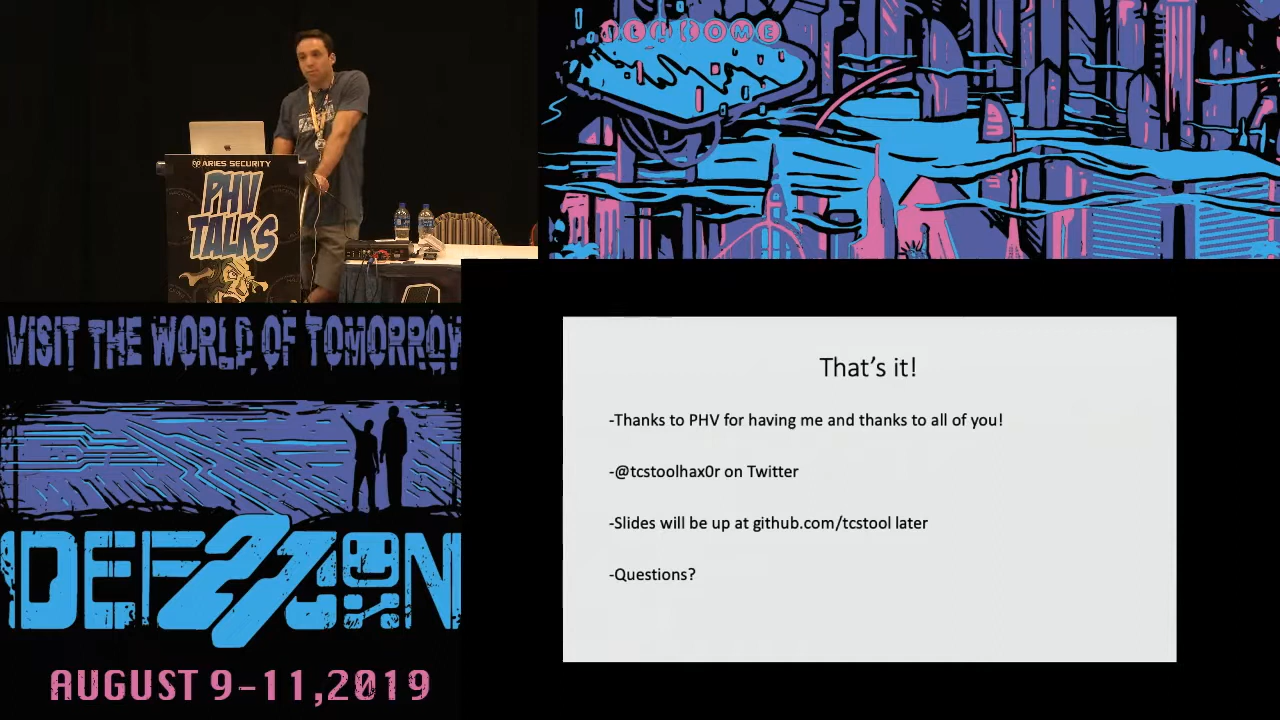 WELCOME
ARIES SECURITY
PHV
TALKS
VISIT THE WORLD OF TOMORROW
DEF 27 CON
AUGUST 9-11,2019
That's it!
-Thanks to PHV for having me and thanks to all of you!
-@tcstoolhax0r on Twitter
-Slides will be up at github.com/tcstool later
-Questions?